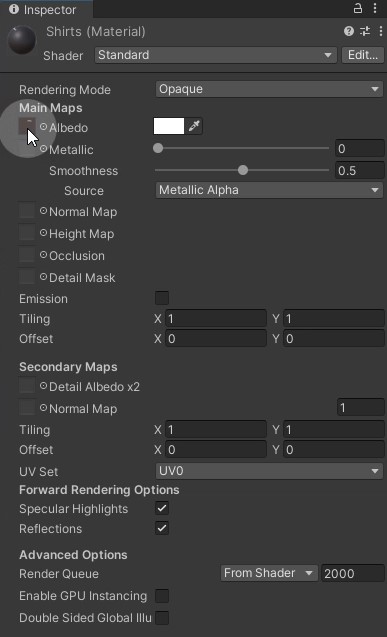 Inspector
Shirts (Material)
Shader Standard Edit...
Rendering Mode Opaque
Main Maps
Albedo
Metallic 0
Smoothness 0.5
Source Metallic Alpha
Normal Map
Height Map
Occlusion
Detail Mask
Emission
Tiling X 1 Y 1
Offset X 0 Y 0
Secondary Maps
Detail Albedo x2
Normal Map 1
Tiling X 1 Y 1
Offset X 0 Y 0
UV Set UV0
Forward Rendering Options
Specular Highlights
Reflections
Advanced Options
Render Queue From Shader 2000
Enable GPU Instancing
Double Sided Global Illu